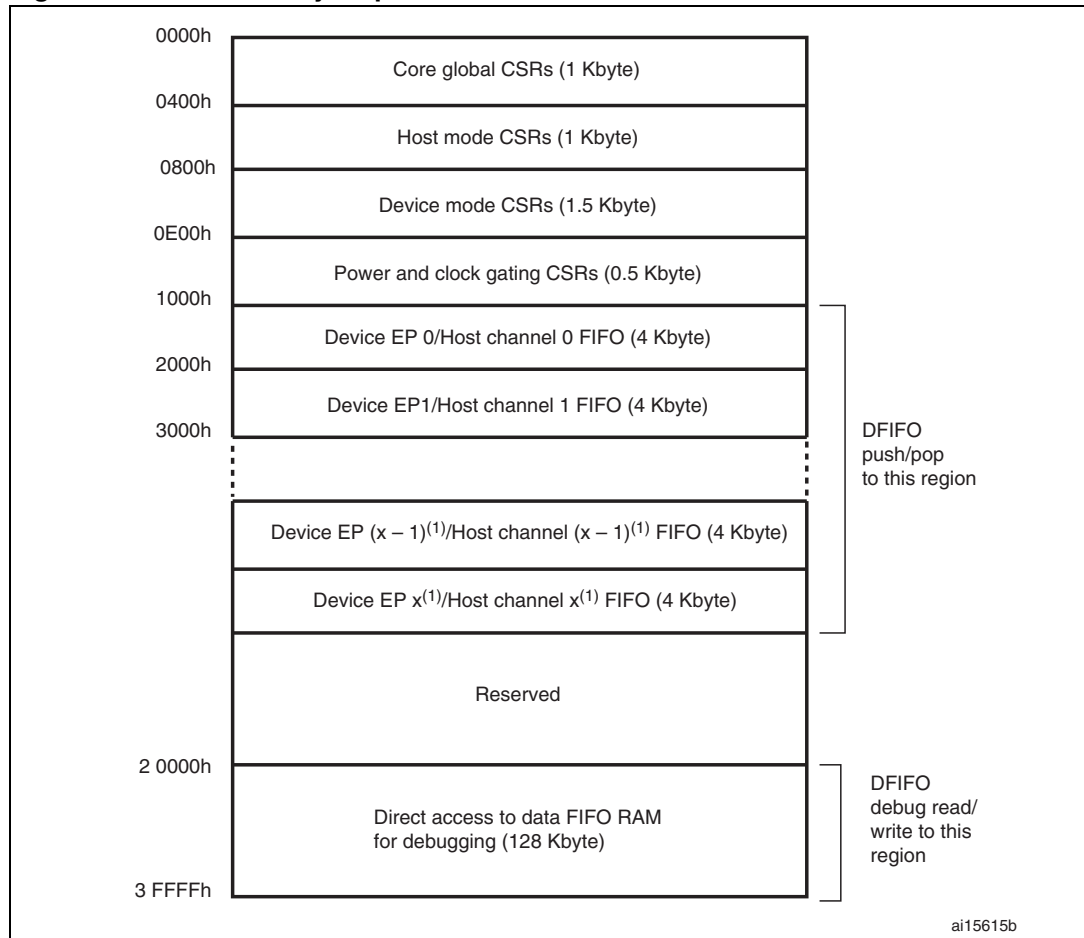 0000h
Core global CSRs (1 Kbyte)
0400h
Host mode CSRs (1 Kbyte)
0800h
Device mode CSRs (1.5 Kbyte)
0E00h
Power and clock gating CSRs (0.5 Kbyte)
1000h
Device EP 0/Host channel 0 FIFO (4 Kbyte)
2000h
Device EP1/Host channel 1 FIFO (4 Kbyte)
3000h
DFIFO
push/pop
to this region
Device EP (x – 1)(1)/Host channel (x – 1)(1) FIFO (4 Kbyte)
Device EP x(1)/Host channel x(1) FIFO (4 Kbyte)
Reserved
2 0000h
Direct access to data FIFO RAM
for debugging (128 Kbyte)
DFIFO
debug read/
write to this
region
3 FFFFh
ai15615b